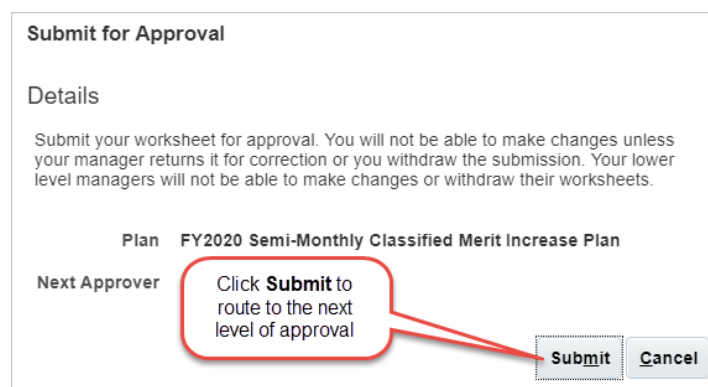 Submit for Approval
Details
Submit your worksheet for approval. You will not be able to make changes unless
your manager returns it for correction or you withdraw the submission. Your lower
level managers will not be able to make changes or withdraw their worksheets.
Plan FY2020 Semi-Monthly Classified Merit Increase Plan
Next Approver
Click Submit to
route to the next
level of approval
Submit Cancel